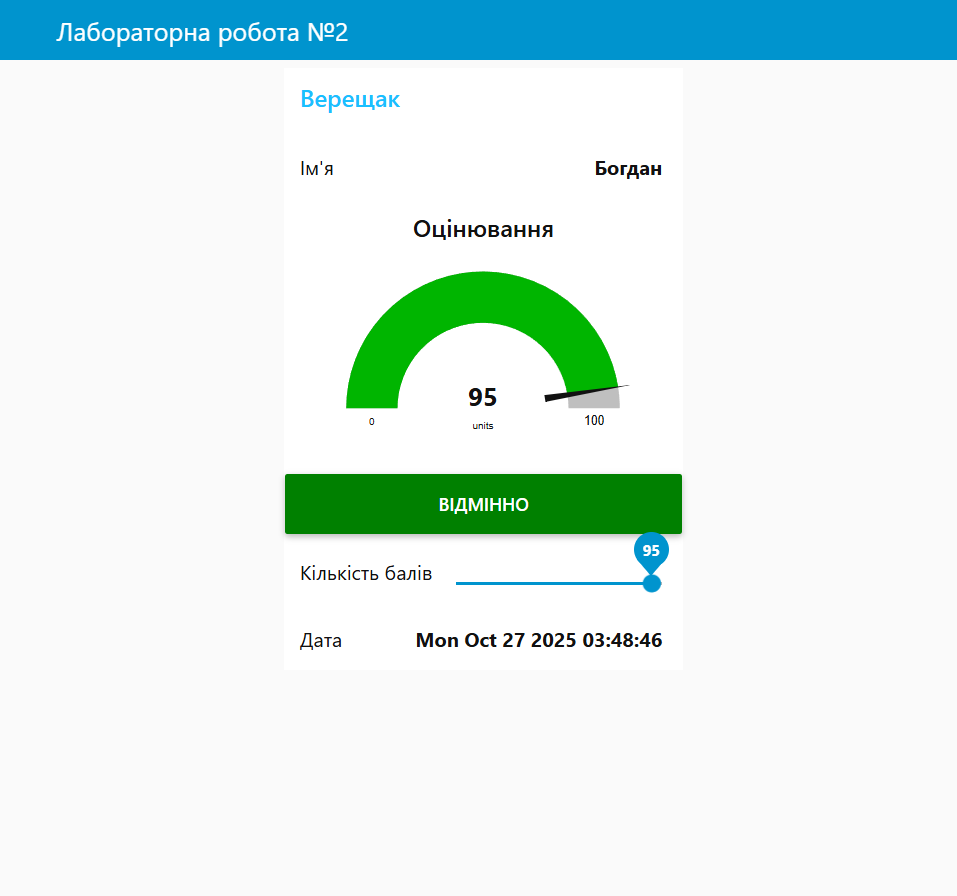 Лабораторна робота №2
Верещак
Ім'я Богдан
Оцінювання
95
0 units 100
ВІДМІННО
95
Кількість балів
Дата Mon Oct 27 2025 03:48:46